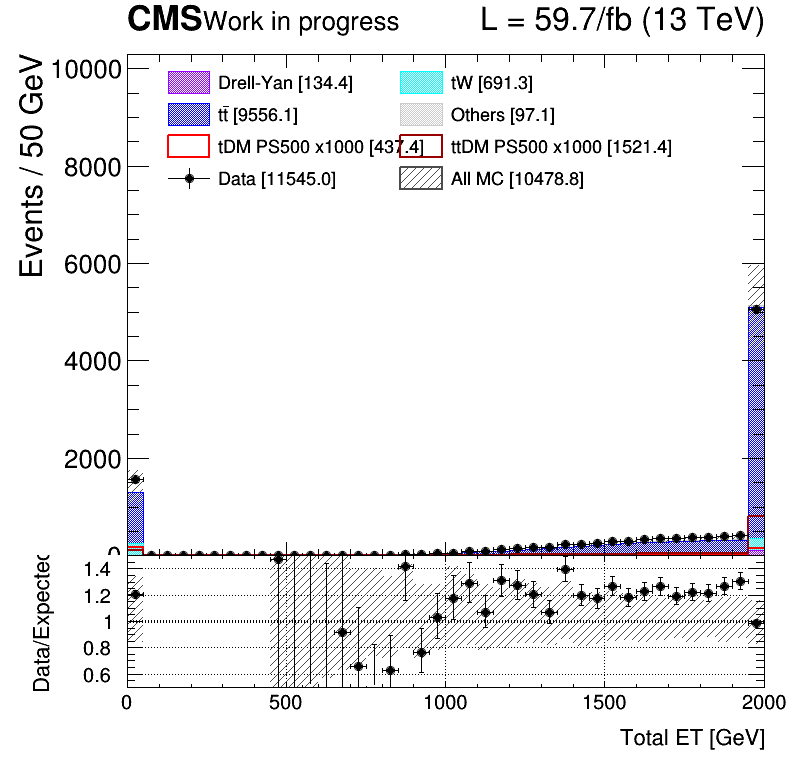 CMS Work in progress L = 59.7/fb (13 TeV)
Events / 50 GeV
10000
8000
6000
4000
2000
0
Drell-Yan [134.4] tW [691.3]
tt̄ [9556.1] Others [97.1]
tDM PS500 x1000 [437.4] ttDM PS500 x1000 [1521.4]
Data [11545.0] All MC [10478.8]
Data/Expected
1.4
1.2
1
0.8
0.6
0 500 1000 1500 2000
Total ET [GeV]